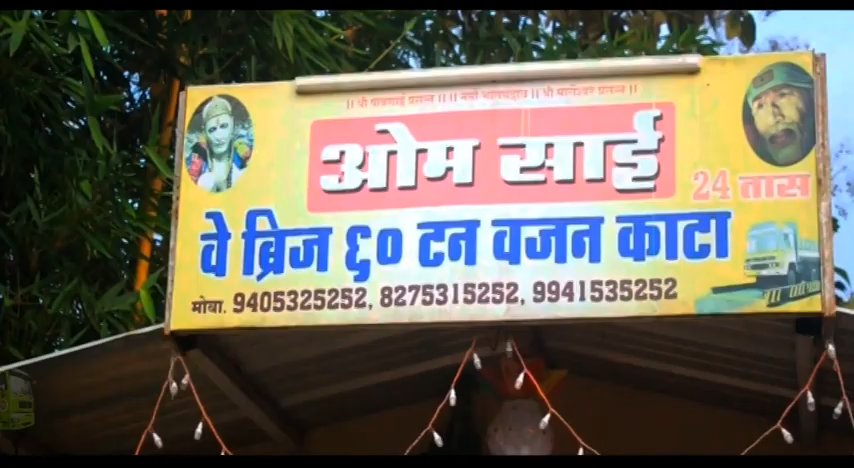 ओम साई
24 तास
वे ब्रिज ६० टन वजन काटा
मोबा. 9405325252, 8275315252, 9941535252